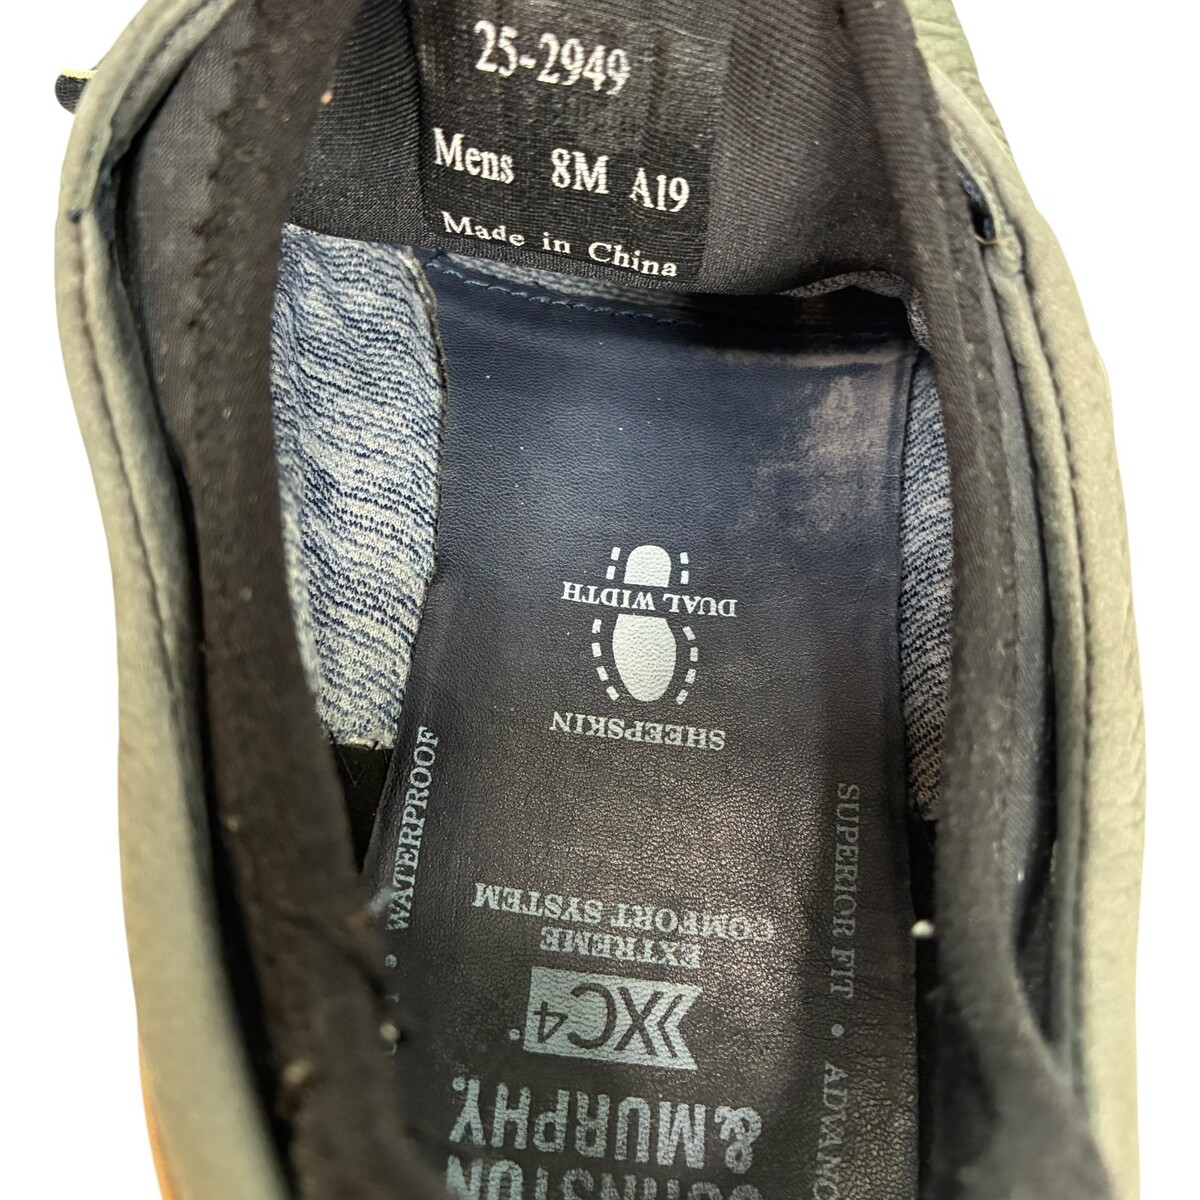 25-2949
Mens 8M A19
Made in China
DUAL WIDTH
SHEEPSKIN
WATERPROOF •
SUPERIOR FIT •
EXTREME
COMFORT SYSTEM
XC4
& MURPHY.